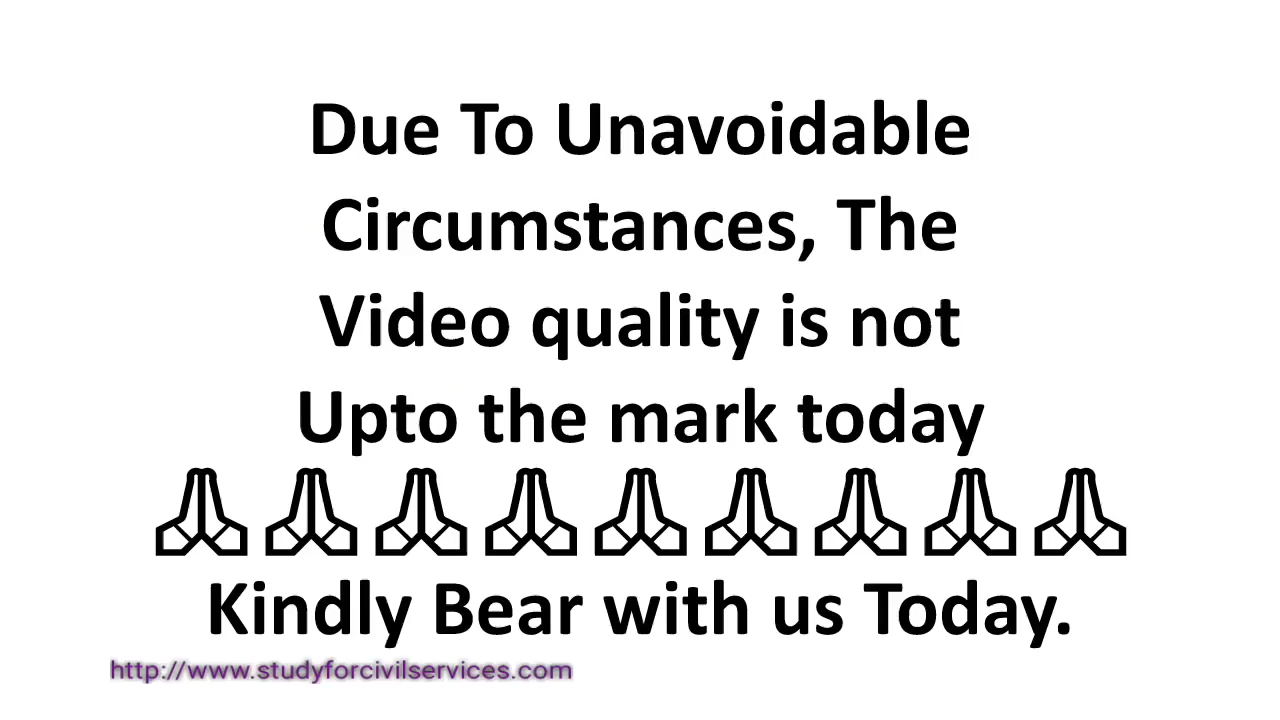 Due To Unavoidable
Circumstances, The
Video quality is not
Upto the mark today
🙏🙏🙏🙏🙏🙏🙏🙏🙏
Kindly Bear with us Today.
http://www.studyforcivilservices.com